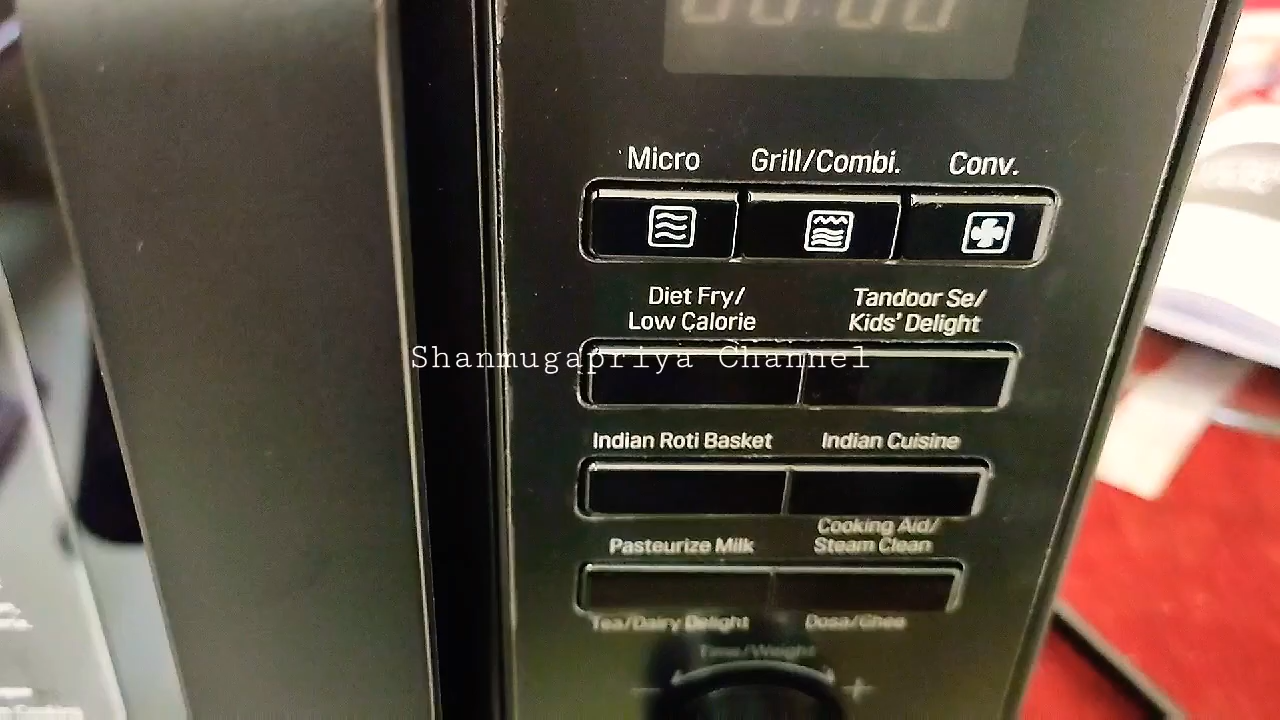 Micro Grill/Combi. Conv.
Diet Fry/
Low Calorie
Tandoor Se/
Kids' Delight
Shanmugapriya Channel
Indian Roti Basket Indian Cuisine
Pasteurize Milk
Cooking Aid/
Steam Clean
Tea/Dairy Delight Dosa/Ghee
Time/Weight
- +